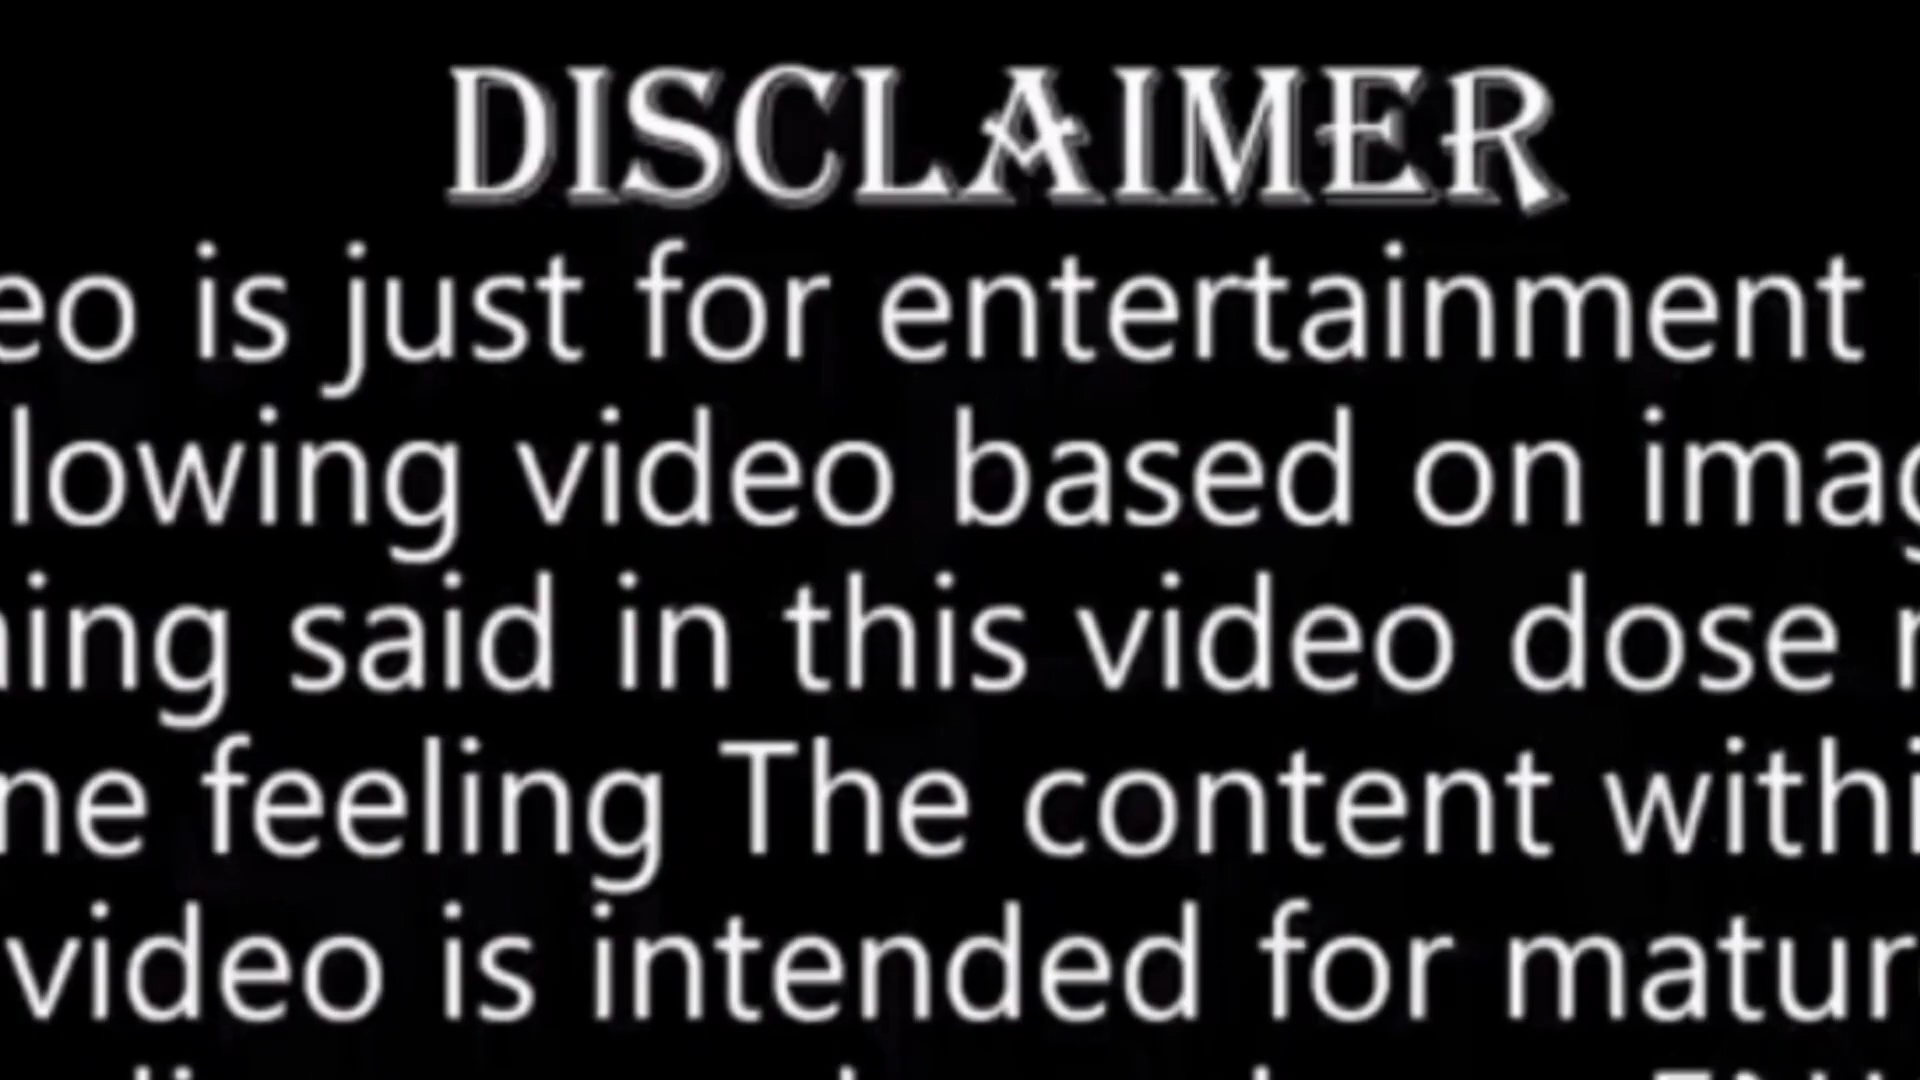 DISCLAIMER
eo is just for entertainment
lowing video based on imag
ing said in this video dose
ne feeling The content withi
video is intended for matur